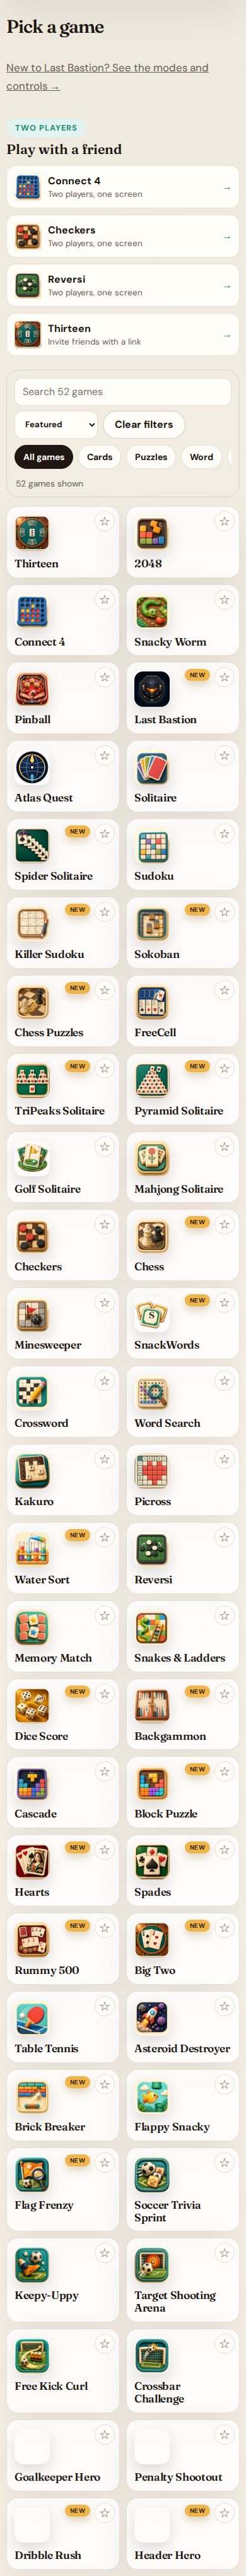 Pick a game
New to Last Bastion? See the modes and
controls →
TWO PLAYERS
Play with a friend
Connect 4
Two players, one screen
→
Checkers
Two players, one screen
→
Reversi
Two players, one screen
→
Thirteen
Invite friends with a link
→
Search 52 games
Featured
Clear filters
All games
Cards
Puzzles
Word
52 games shown
Thirteen
2048
Connect 4
Snacky Worm
Pinball
NEW
Last Bastion
Atlas Quest
Solitaire
NEW
Spider Solitaire
Sudoku
NEW
Killer Sudoku
NEW
Sokoban
NEW
Chess Puzzles
FreeCell
NEW
TriPeaks Solitaire
NEW
Pyramid Solitaire
Golf Solitaire
Mahjong Solitaire
Checkers
NEW
Chess
Minesweeper
NEW
SnackWords
Crossword
Word Search
Kakuro
Picross
NEW
Water Sort
Reversi
Memory Match
Snakes & Ladders
NEW
Dice Score
NEW
Backgammon
Cascade
NEW
Block Puzzle
NEW
Hearts
NEW
Spades
NEW
Rummy 500
NEW
Big Two
Table Tennis
Asteroid Destroyer
NEW
Brick Breaker
Flappy Snacky
NEW
Flag Frenzy
Soccer Trivia
Sprint
Keepy-Uppy
Target Shooting
Arena
Free Kick Curl
Crossbar
Challenge
Goalkeeper Hero
Penalty Shootout
NEW
Dribble Rush
NEW
Header Hero